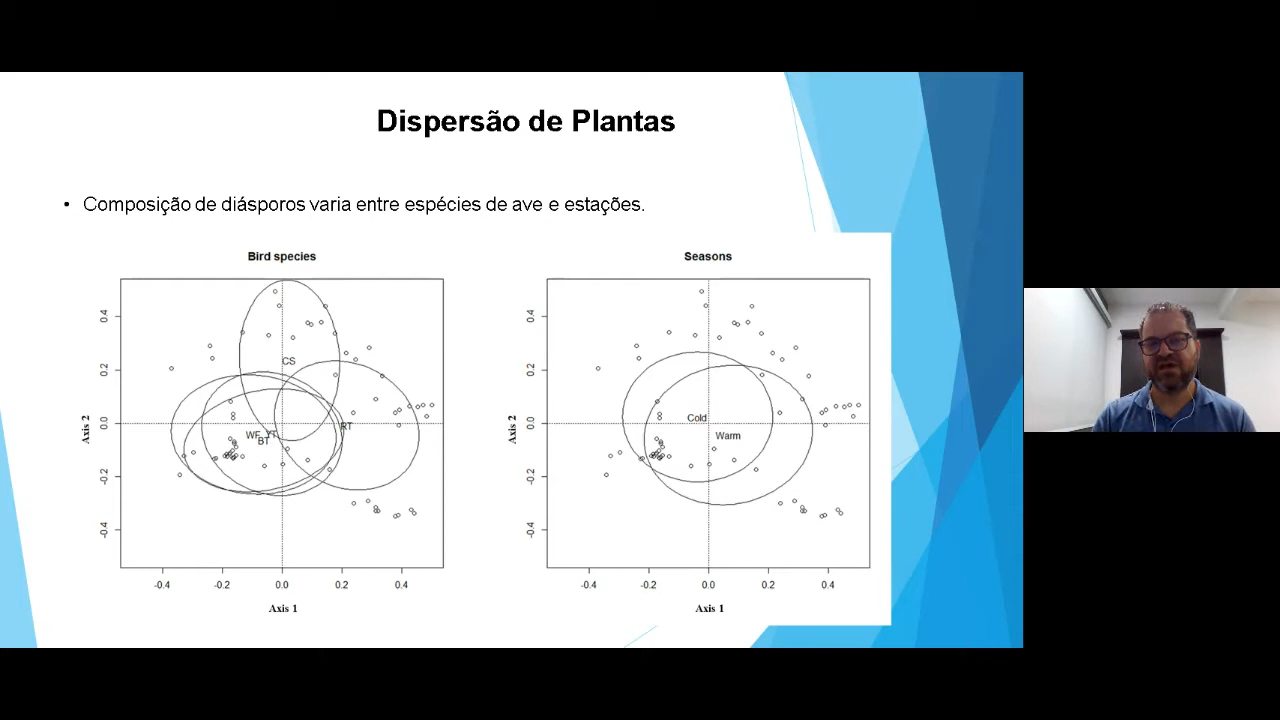 Dispersão de Plantas
• Composição de diásporos varia entre espécies de ave e estações.
Bird species
Seasons
0.4
0.2
0.0
-0.2
-0.4
Axis 2
CS
RT
WF YT
BT
-0.4 -0.2 0.0 0.2 0.4
Axis 1
0.4
0.2
0.0
-0.2
-0.4
Axis 2
Cold
Warm
-0.4 -0.2 0.0 0.2 0.4
Axis 1